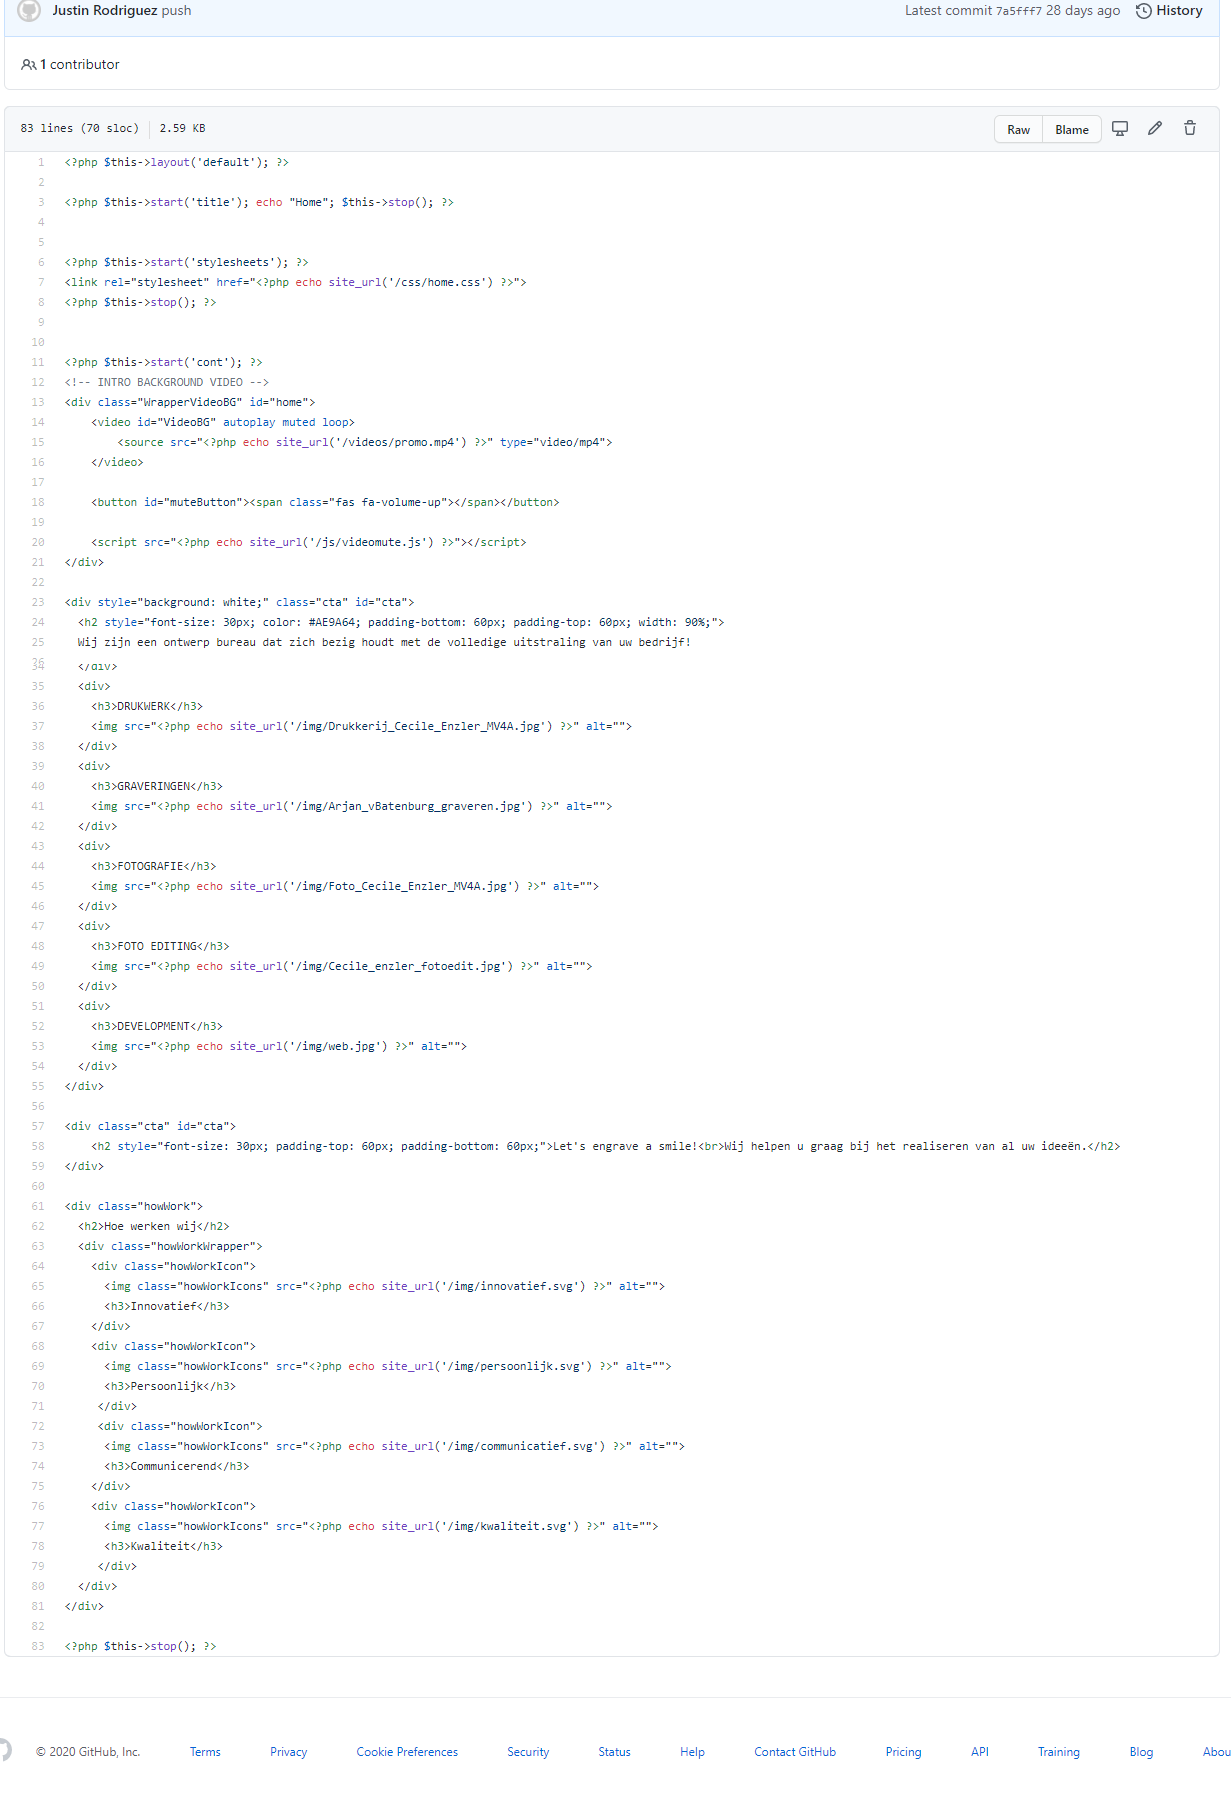 Justin Rodriguez push Latest commit 7a5fff7 28 days ago History
1 contributor
83 lines (70 sloc) 2.59 KB Raw Blame
1 <?php $this->layout('default'); ?>
2
3 <?php $this->start('title'); echo "Home"; $this->stop(); ?>
4
5
6 <?php $this->start('stylesheets'); ?>
7 <link rel="stylesheet" href="<?php echo site_url('/css/home.css') ?>">
8 <?php $this->stop(); ?>
9
10
11 <?php $this->start('cont'); ?>
12 <!-- INTRO BACKGROUND VIDEO -->
13 <div class="WrapperVideoBG" id="home">
14 <video id="VideoBG" autoplay muted loop>
15 <source src="<?php echo site_url('/videos/promo.mp4') ?>" type="video/mp4">
16 </video>
17
18 <button id="muteButton"><span class="fas fa-volume-up"></span></button>
19
20 <script src="<?php echo site_url('/js/videomute.js') ?>"></script>
21 </div>
22
23 <div style="background: white;" class="cta" id="cta">
24 <h2 style="font-size: 30px; color: #AE9A64; padding-bottom: 60px; padding-top: 60px; width: 90%;">
25 Wij zijn een ontwerp bureau dat zich bezig houdt met de volledige uitstraling van uw bedrijf!
34 </div>
35 <div>
36 <h3>DRUKWERK</h3>
37 <img src="<?php echo site_url('/img/Drukkerij_Cecile_Enzler_MV4A.jpg') ?>" alt="">
38 </div>
39 <div>
40 <h3>GRAVERINGEN</h3>
41 <img src="<?php echo site_url('/img/Arjan_vBatenburg_graveren.jpg') ?>" alt="">
42 </div>
43 <div>
44 <h3>FOTOGRAFIE</h3>
45 <img src="<?php echo site_url('/img/Foto_Cecile_Enzler_MV4A.jpg') ?>" alt="">
46 </div>
47 <div>
48 <h3>FOTO EDITING</h3>
49 <img src="<?php echo site_url('/img/Cecile_enzler_fotoedit.jpg') ?>" alt="">
50 </div>
51 <div>
52 <h3>DEVELOPMENT</h3>
53 <img src="<?php echo site_url('/img/web.jpg') ?>" alt="">
54 </div>
55 </div>
56
57 <div class="cta" id="cta">
58 <h2 style="font-size: 30px; padding-top: 60px; padding-bottom: 60px;">Let's engrave a smile!<br>Wij helpen u graag bij het realiseren van al uw ideeën.</h2>
59 </div>
60
61 <div class="howWork">
62 <h2>Hoe werken wij</h2>
63 <div class="howWorkWrapper">
64 <div class="howWorkIcon">
65 <img class="howWorkIcons" src="<?php echo site_url('/img/innovatief.svg') ?>" alt="">
66 <h3>Innovatief</h3>
67 </div>
68 <div class="howWorkIcon">
69 <img class="howWorkIcons" src="<?php echo site_url('/img/persoonlijk.svg') ?>" alt="">
70 <h3>Persoonlijk</h3>
71 </div>
72 <div class="howWorkIcon">
73 <img class="howWorkIcons" src="<?php echo site_url('/img/communicatief.svg') ?>" alt="">
74 <h3>Communicerend</h3>
75 </div>
76 <div class="howWorkIcon">
77 <img class="howWorkIcons" src="<?php echo site_url('/img/kwaliteit.svg') ?>" alt="">
78 <h3>Kwaliteit</h3>
79 </div>
80 </div>
81 </div>
82
83 <?php $this->stop(); ?>
© 2020 GitHub, Inc. Terms Privacy Cookie Preferences Security Status Help Contact GitHub Pricing API Training Blog Abou